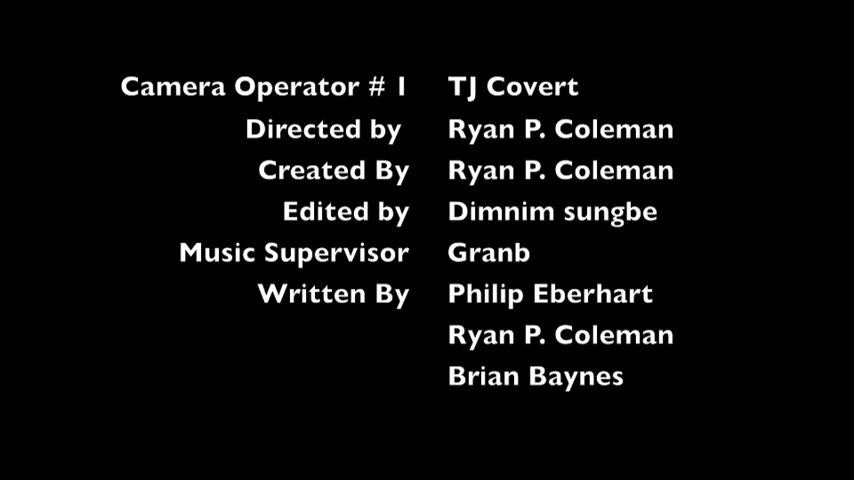 Camera Operator # 1 TJ Covert
Directed by Ryan P. Coleman
Created By Ryan P. Coleman
Edited by Dimnim sungbe
Music Supervisor Granb
Written By Philip Eberhart
Ryan P. Coleman
Brian Baynes